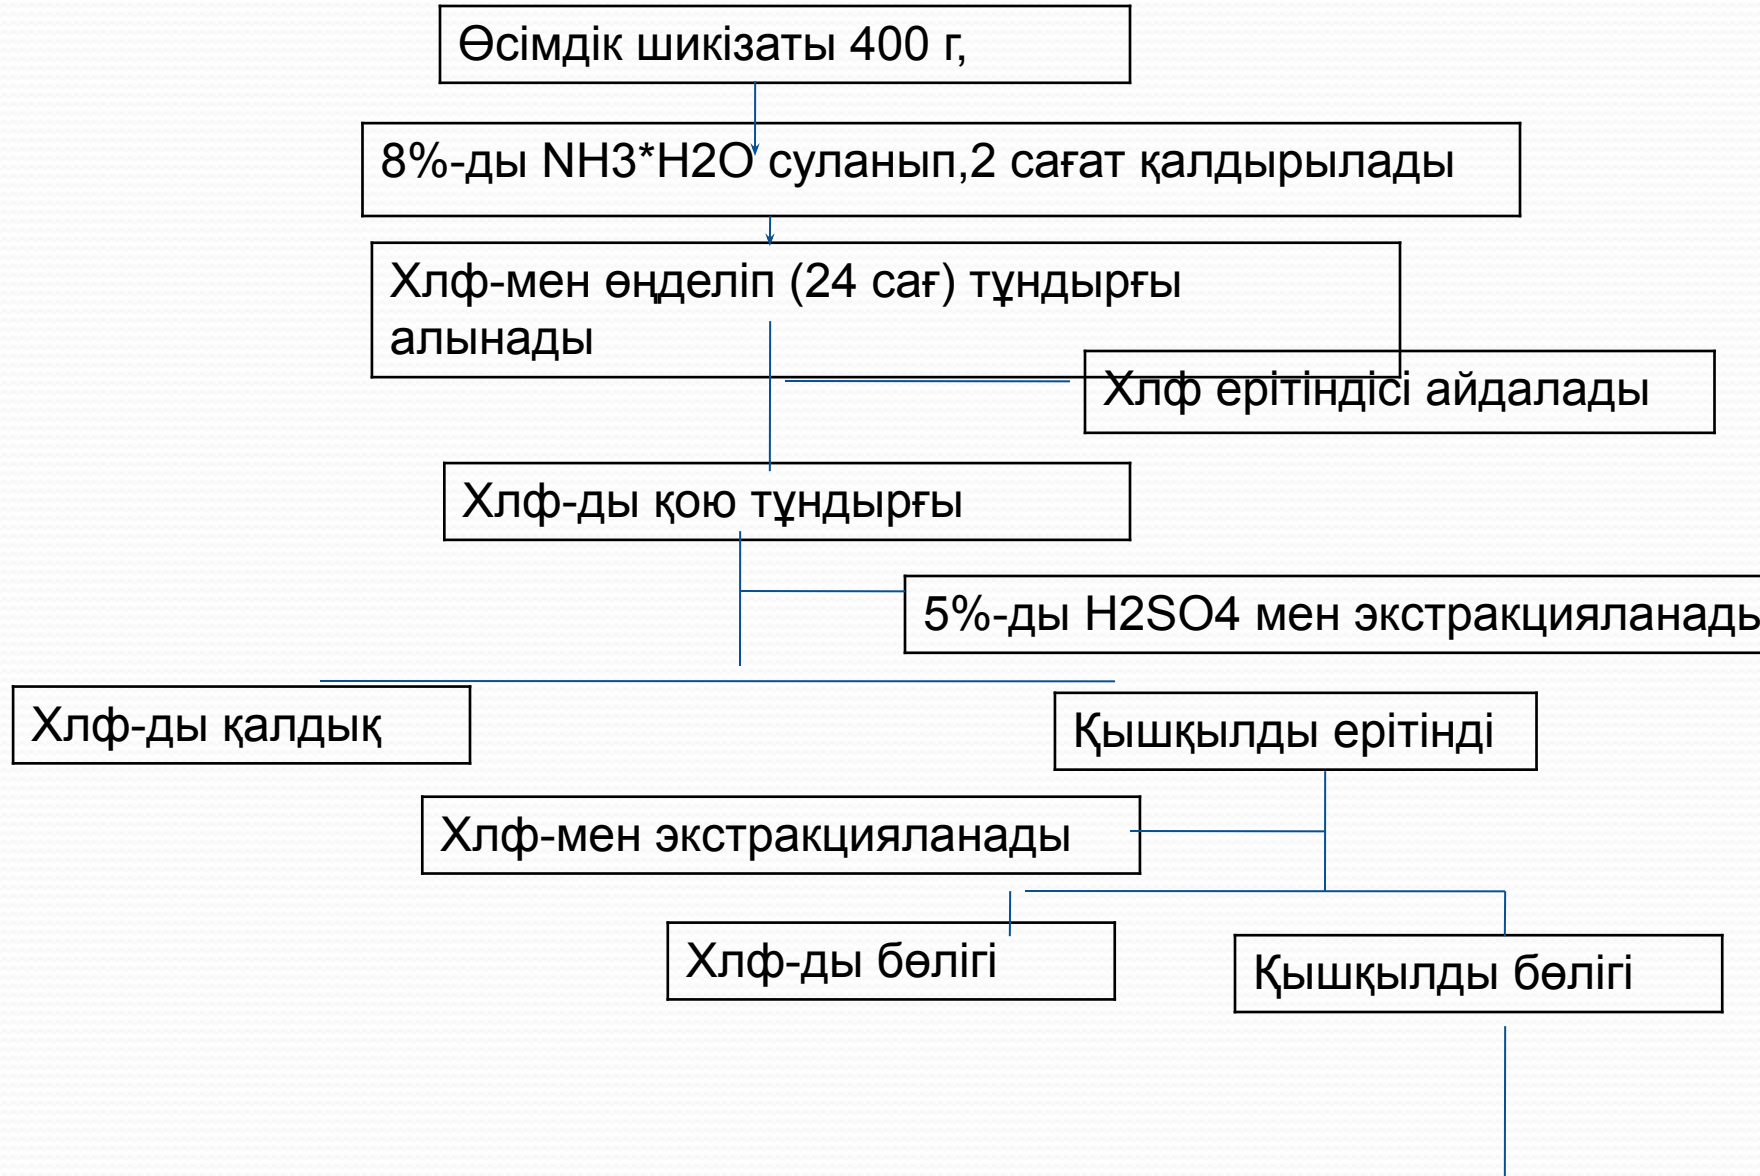 Өсімдік шикізаты 400 г,
8%-ды NH3*H2O суланып,2 сағат қалдырылады
Хлф-мен өңделіп (24 сағ) тұндырғы
алынады
Хлф ерітіндісі айдалады
Хлф-ды қою тұндырғы
5%-ды H2SO4 мен экстракцияланады
Хлф-ды қалдық
Қышқылды ерітінді
Хлф-мен экстракцияланады
Хлф-ды бөлігі
Қышқылды бөлігі